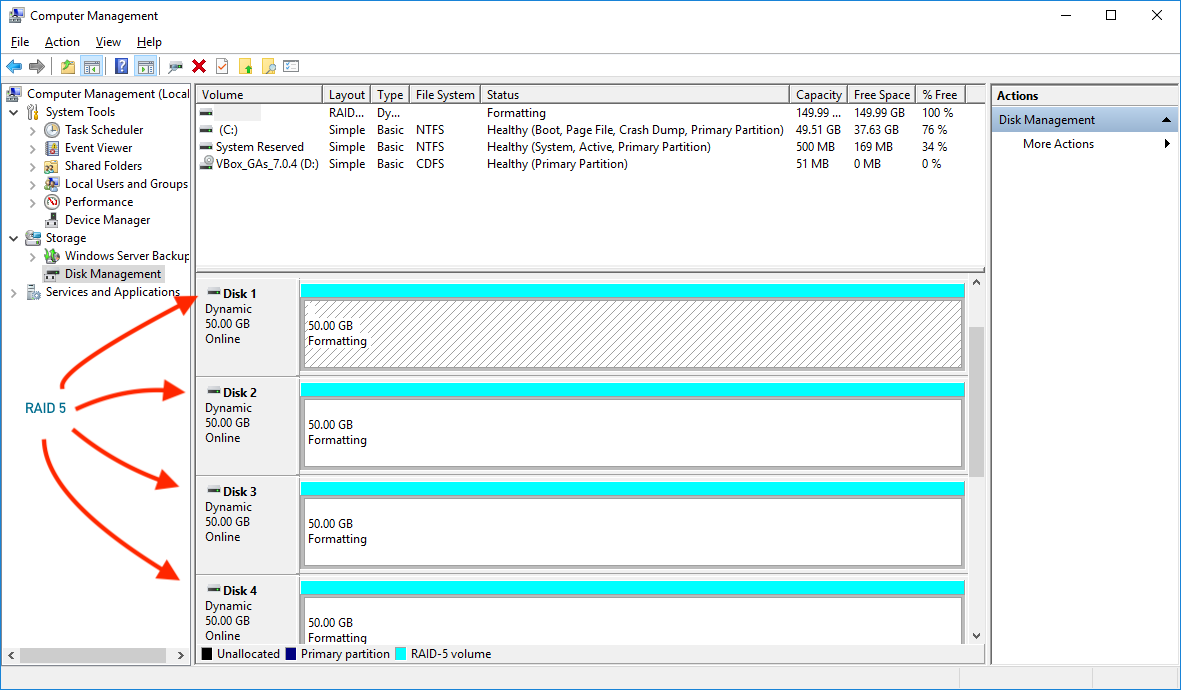 Computer Management
File Action View Help
Computer Management (Local
System Tools
Task Scheduler
Event Viewer
Shared Folders
Local Users and Groups
Performance
Device Manager
Storage
Windows Server Backup
Disk Management
Services and Applications
RAID 5
Volume Layout Type File System Status Capacity Free Space % Free
RAID... Dy... Formatting 149.99 ... 149.99 GB 100 %
(C:) Simple Basic NTFS Healthy (Boot, Page File, Crash Dump, Primary Partition) 49.51 GB 37.63 GB 76 %
System Reserved Simple Basic NTFS Healthy (System, Active, Primary Partition) 500 MB 169 MB 34 %
VBox_GAs_7.0.4 (D:) Simple Basic CDFS Healthy (Primary Partition) 51 MB 0 MB 0 %
Disk 1
Dynamic
50.00 GB
Online
50.00 GB
Formatting
Disk 2
Dynamic
50.00 GB
Online
50.00 GB
Formatting
Disk 3
Dynamic
50.00 GB
Online
50.00 GB
Formatting
Disk 4
Dynamic
50.00 GB
Online
50.00 GB
Formatting
Unallocated Primary partition RAID-5 volume
Actions
Disk Management
More Actions